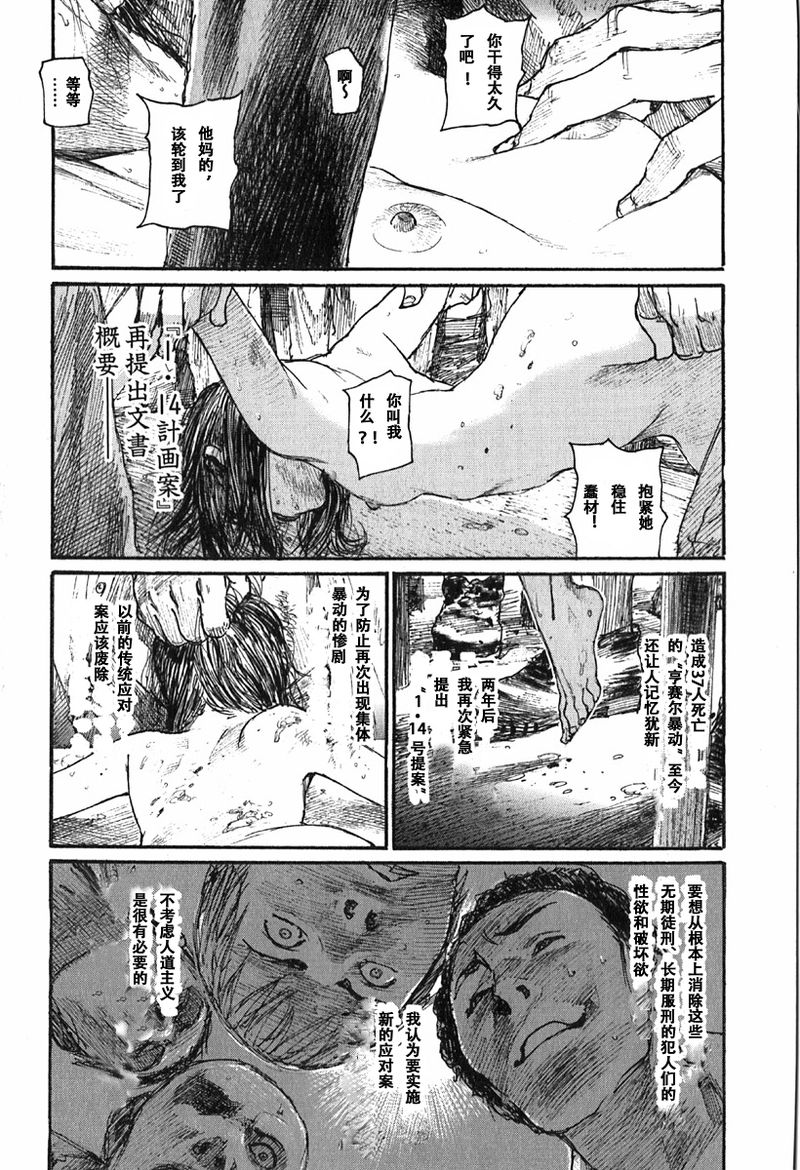 你干得太久
了吧！
啊～
他妈的，
该轮到我了
等等
……
『1：14計画案』
再提出文書
概要——
你叫我
什么？！
抱紧她
稳住
蠢材！
造成37人死亡
的“亨赛尔暴动”至今
还让人记忆犹新
两年后
我再次紧急
提出
“1·14号提案”
为了防止再次出现集体
暴动的惨剧
以前的传统应对
案应该废除
要想从根本上消除这些
无期徒刑、长期服刑的犯人们的
性欲和破坏欲
我认为要实施
新的应对案
不考虑人道主义
是很有必要的